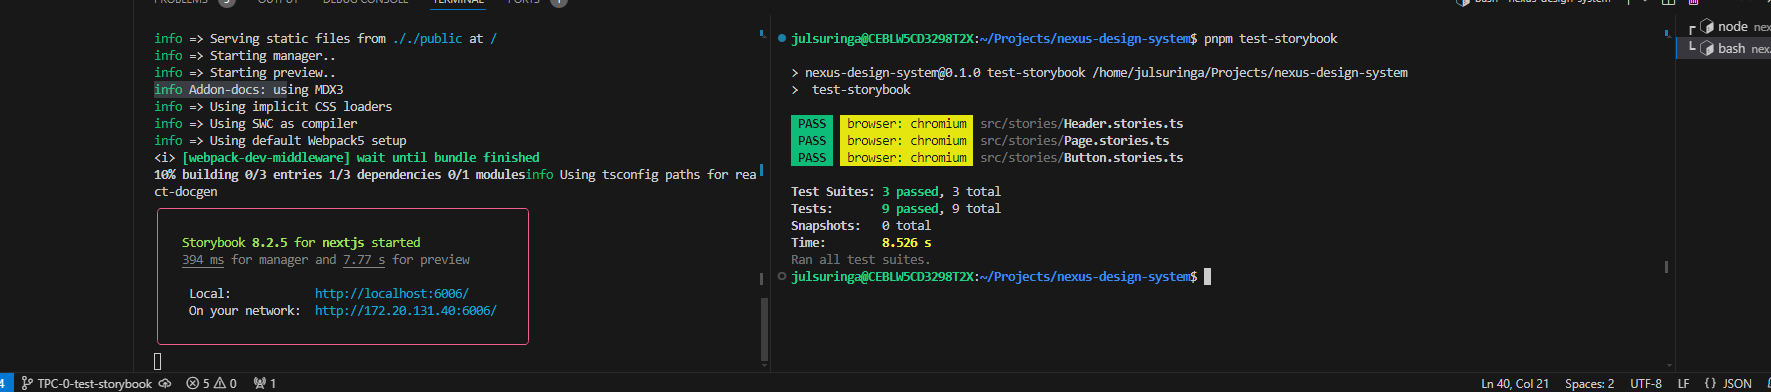 PROBLEMS 5 OUTPUT DEBUG CONSOLE TERMINAL PORTS 1
bash - nexus-design-system
info => Serving static files from ././public at /
info => Starting manager..
info => Starting preview..
info Addon-docs: using MDX3
info => Using implicit CSS loaders
info => Using SWC as compiler
info => Using default Webpack5 setup
<i> [webpack-dev-middleware] wait until bundle finished
10% building 0/3 entries 1/3 dependencies 0/1 modulesinfo Using tsconfig paths for rea
ct-docgen
Storybook 8.2.5 for nextjs started
394 ms for manager and 7.77 s for preview
Local: http://localhost:6006/
On your network: http://172.20.131.40:6006/
julsuringa@CEBLW5CD3298T2X:~/Projects/nexus-design-system$ pnpm test-storybook
> nexus-design-system@0.1.0 test-storybook /home/julsuringa/Projects/nexus-design-system
> test-storybook
PASS browser: chromium src/stories/Header.stories.ts
PASS browser: chromium src/stories/Page.stories.ts
PASS browser: chromium src/stories/Button.stories.ts
Test Suites: 3 passed, 3 total
Tests: 9 passed, 9 total
Snapshots: 0 total
Time: 8.526 s
Ran all test suites.
julsuringa@CEBLW5CD3298T2X:~/Projects/nexus-design-system$
node nex
bash nex.
4 TPC-0-test-storybook 5 0 1
Ln 40, Col 21 Spaces: 2 UTF-8 LF {} JSON